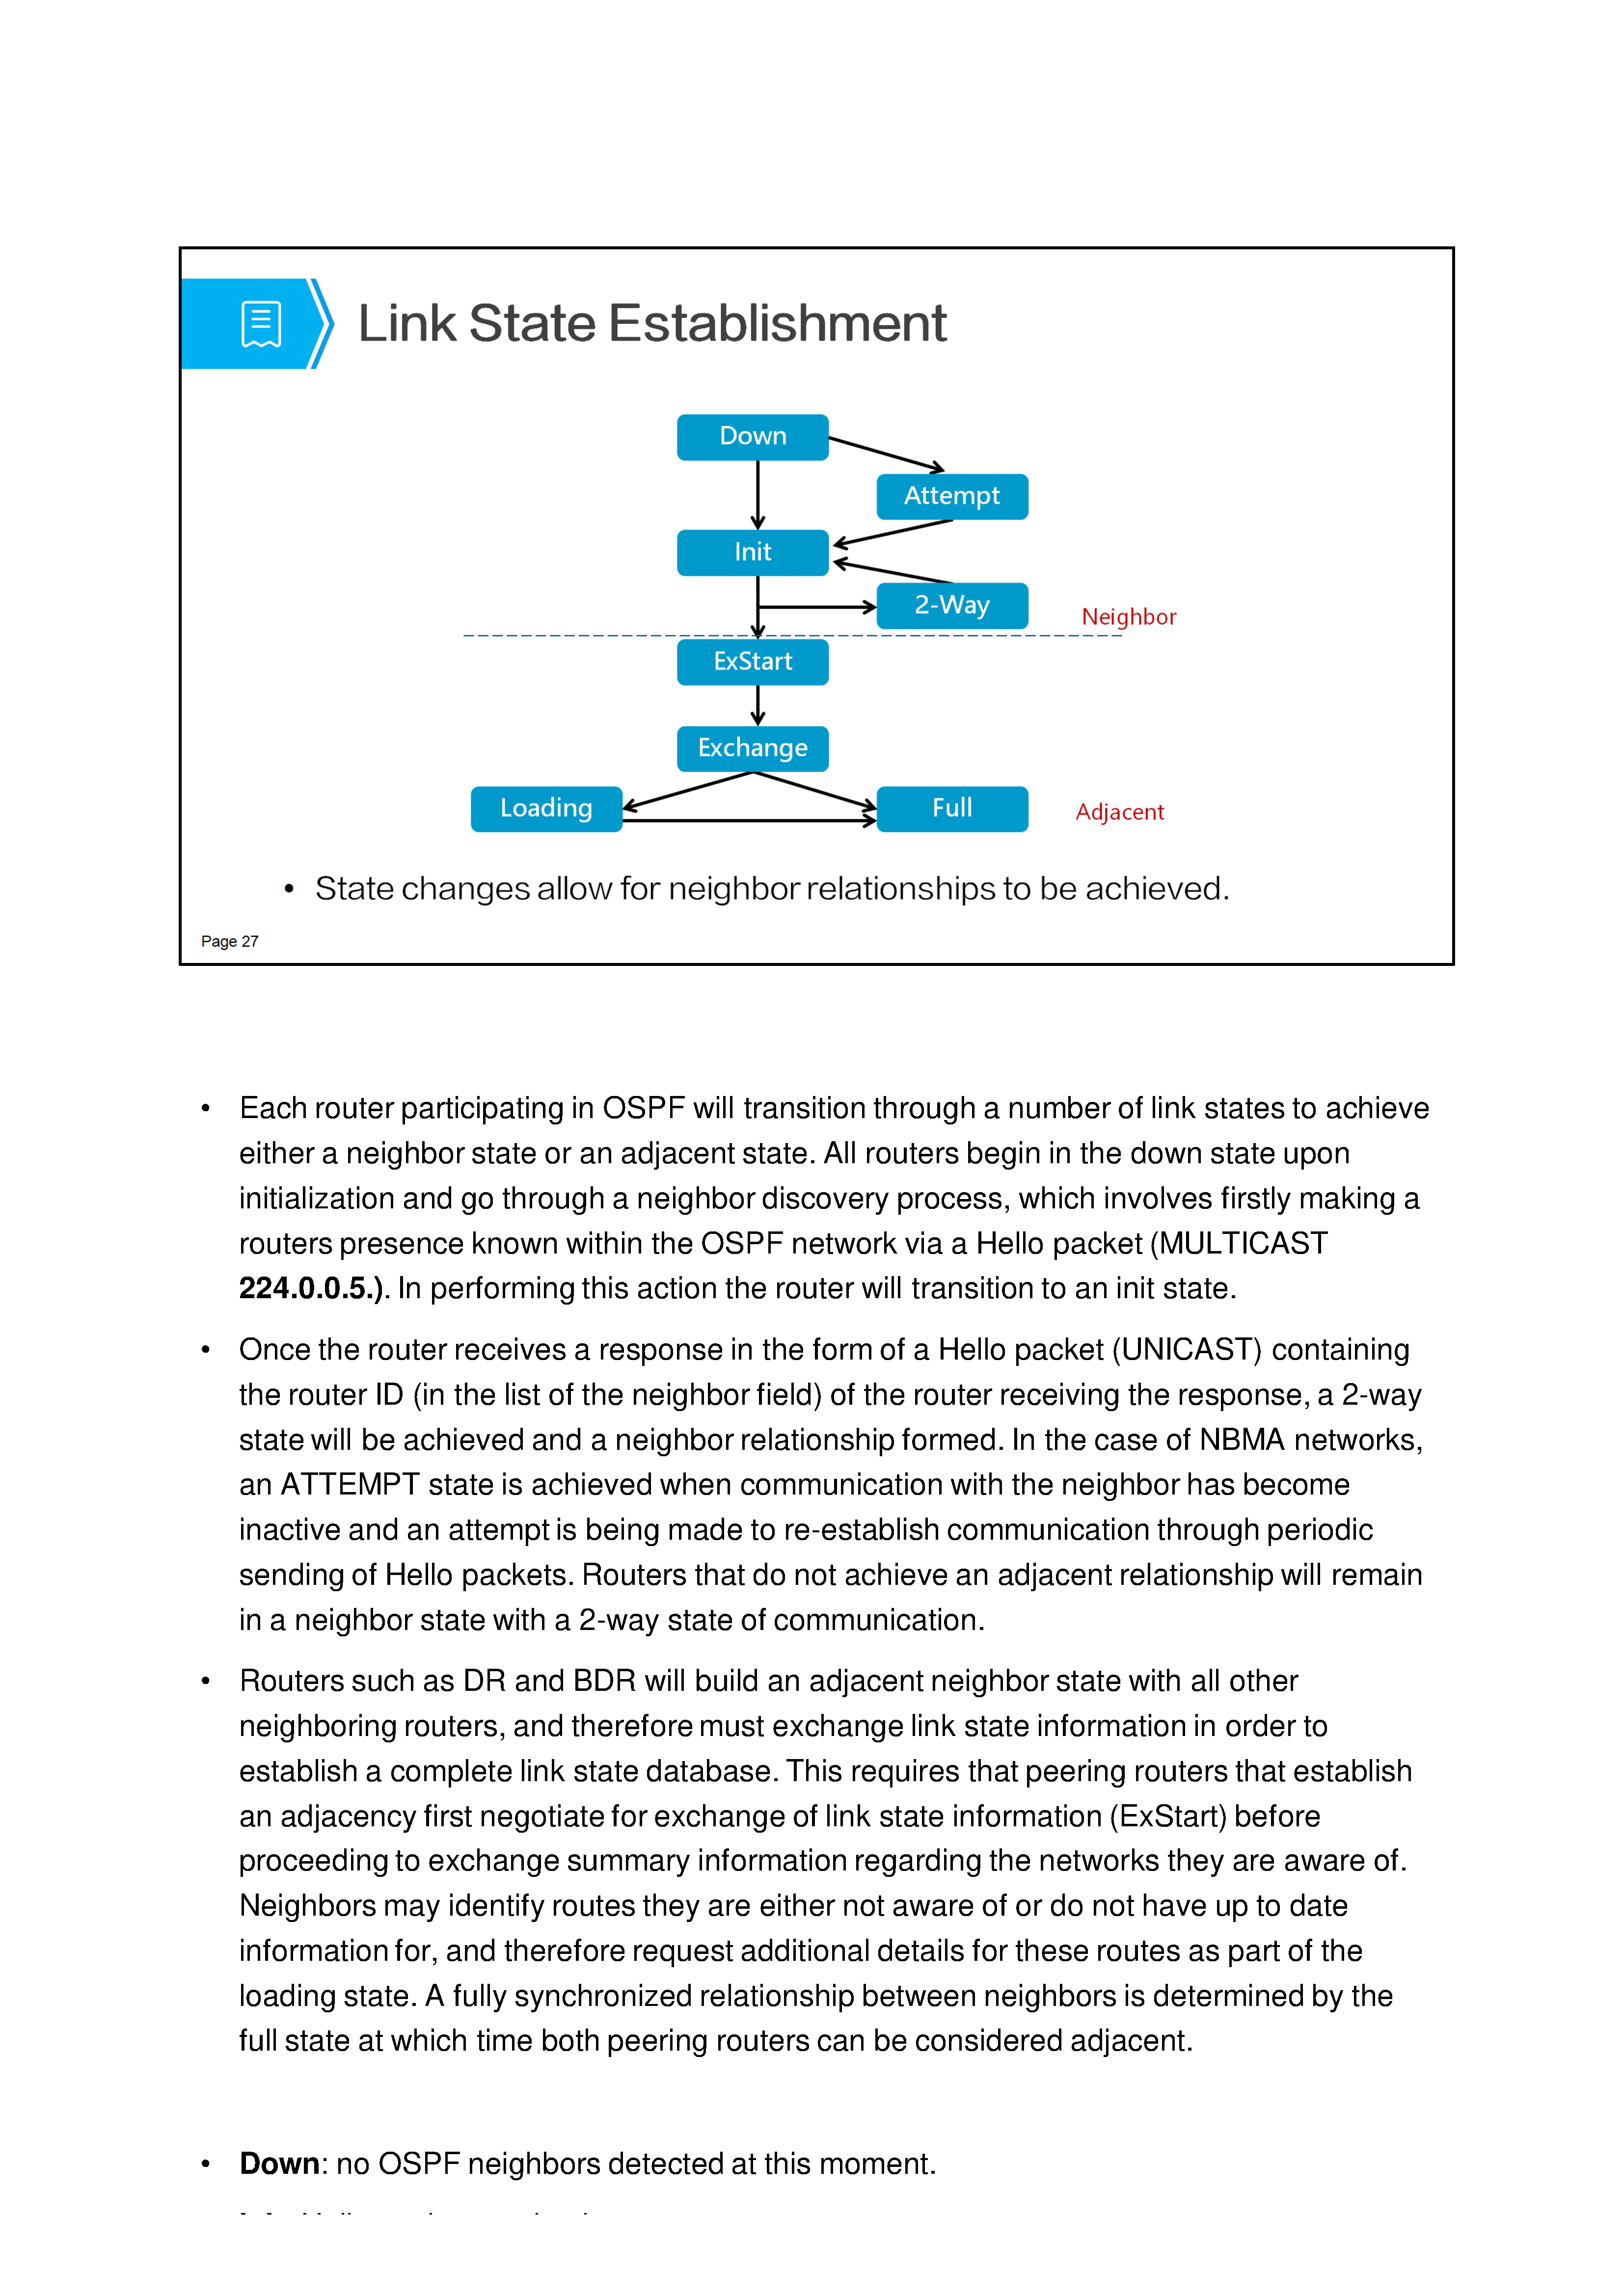 Link State Establishment
Down
Attempt
Init
2-Way
Neighbor
ExStart
Exchange
Loading
Full
Adjacent
• State changes allow for neighbor relationships to be achieved.
Page 27
• Each router participating in OSPF will transition through a number of link states to achieve
either a neighbor state or an adjacent state. All routers begin in the down state upon
initialization and go through a neighbor discovery process, which involves firstly making a
routers presence known within the OSPF network via a Hello packet (MULTICAST
224.0.0.5.). In performing this action the router will transition to an init state.
• Once the router receives a response in the form of a Hello packet (UNICAST) containing
the router ID (in the list of the neighbor field) of the router receiving the response, a 2-way
state will be achieved and a neighbor relationship formed. In the case of NBMA networks,
an ATTEMPT state is achieved when communication with the neighbor has become
inactive and an attempt is being made to re-establish communication through periodic
sending of Hello packets. Routers that do not achieve an adjacent relationship will remain
in a neighbor state with a 2-way state of communication.
• Routers such as DR and BDR will build an adjacent neighbor state with all other
neighboring routers, and therefore must exchange link state information in order to
establish a complete link state database. This requires that peering routers that establish
an adjacency first negotiate for exchange of link state information (ExStart) before
proceeding to exchange summary information regarding the networks they are aware of.
Neighbors may identify routes they are either not aware of or do not have up to date
information for, and therefore request additional details for these routes as part of the
loading state. A fully synchronized relationship between neighbors is determined by the
full state at which time both peering routers can be considered adjacent.
• Down: no OSPF neighbors detected at this moment.